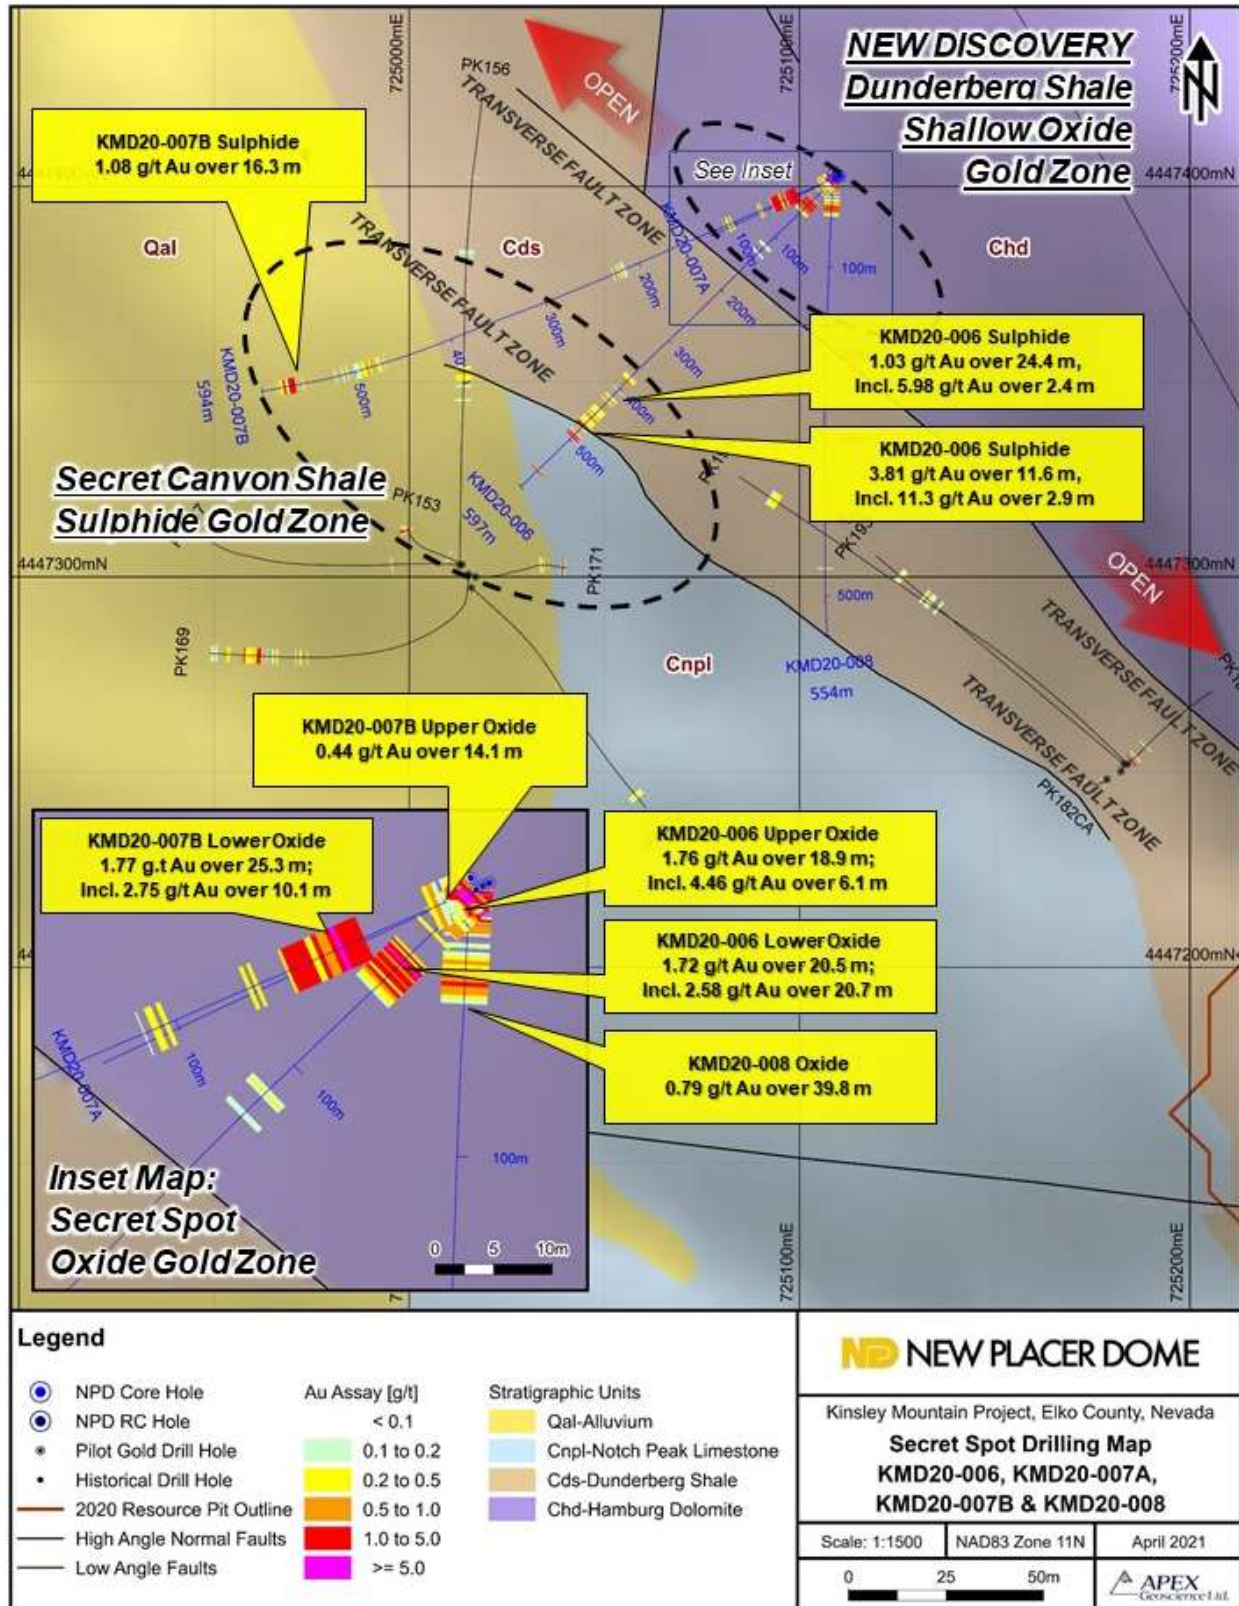 NEW DISCOVERY
Dunderberg Shale
Shallow Oxide
Gold Zone
N
725000mE
725100mE
725200mE
PK156
OPEN
TRANSVERSE FAULT ZONE
KMD20-007B Sulphide
1.08 g/t Au over 16.3 m
See Inset
4447400mN
TRANSVERSE FAULT ZONE
Qal
Cds
Chd
KMD20-007A
100m
100m
100m
200m
200m
300m
300m
KMD20-006 Sulphide
1.03 g/t Au over 24.4 m,
Incl. 5.98 g/t Au over 2.4 m
KMD20-007B
594m
500m
500m
KMD20-006 Sulphide
3.81 g/t Au over 11.6 m,
Incl. 11.3 g/t Au over 2.9 m
Secret Canyon Shale
Sulphide Gold Zone
PK153
KMD20-006
597m
PK171
PK169
4447300mN
4447300mN
OPEN
500m
Cnpl
KMD20-008
554m
TRANSVERSE FAULT ZONE
TRANSVERSE FAULT ZONE
PK182CA
KMD20-007B Upper Oxide
0.44 g/t Au over 14.1 m
KMD20-007B Lower Oxide
1.77 g.t Au over 25.3 m;
Incl. 2.75 g/t Au over 10.1 m
KMD20-006 Upper Oxide
1.76 g/t Au over 18.9 m;
Incl. 4.46 g/t Au over 6.1 m
KMD20-006 Lower Oxide
1.72 g/t Au over 20.5 m;
Incl. 2.58 g/t Au over 20.7 m
4447200mN
KMD20-008 Oxide
0.79 g/t Au over 39.8 m
KMD20-007A
100m
100m
100m
Inset Map:
Secret Spot
Oxide Gold Zone
0 5 10m
725100mE
725200mE
Legend
NPD Core Hole
NPD RC Hole
Pilot Gold Drill Hole
Historical Drill Hole
2020 Resource Pit Outline
High Angle Normal Faults
Low Angle Faults
Au Assay [g/t]
< 0.1
0.1 to 0.2
0.2 to 0.5
0.5 to 1.0
1.0 to 5.0
>= 5.0
Stratigraphic Units
Qal-Alluvium
Cnpl-Notch Peak Limestone
Cds-Dunderberg Shale
Chd-Hamburg Dolomite
NPD NEW PLACER DOME
Kinsley Mountain Project, Elko County, Nevada
Secret Spot Drilling Map
KMD20-006, KMD20-007A,
KMD20-007B & KMD20-008
Scale: 1:1500
NAD83 Zone 11N
April 2021
0 25 50m
APEX
Geoscience Ltd.